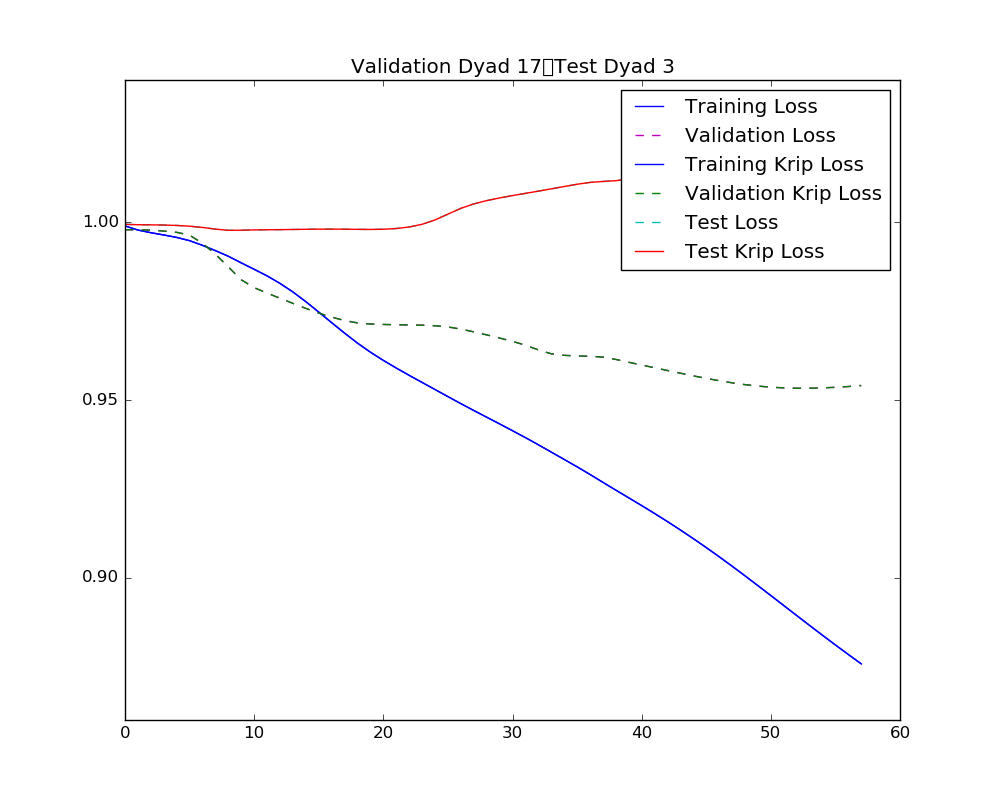 Validation Dyad 17▯Test Dyad 3
Training Loss
Validation Loss
Training Krip Loss
Validation Krip Loss
Test Loss
Test Krip Loss
1.00
0.95
0.90
0 10 20 30 40 50 60